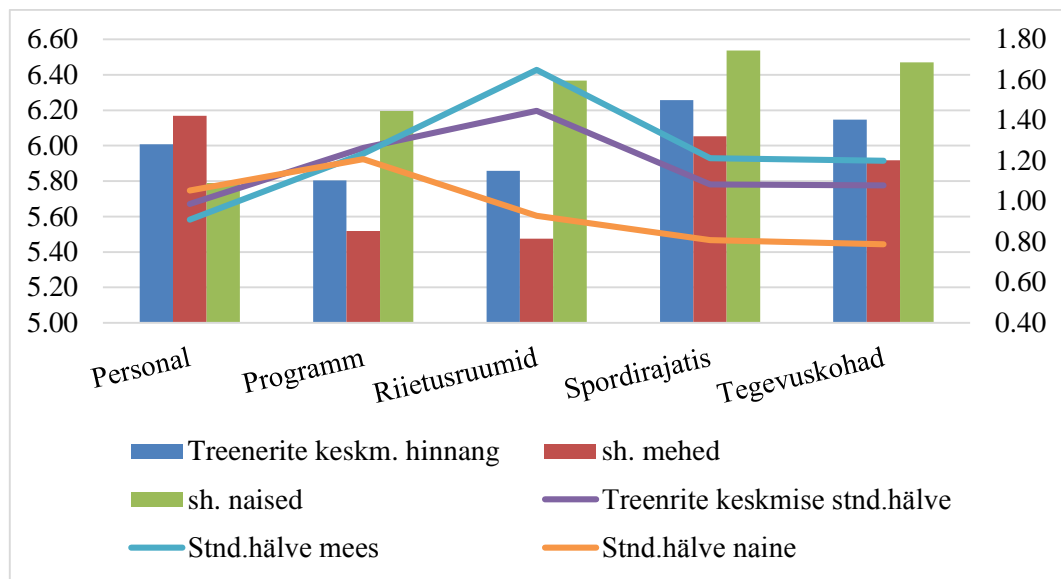 6.60 1.80
6.40 1.60
6.20 1.40
6.00 1.20
5.80 1.00
5.60 0.80
5.40 0.60
5.20 0.40
5.00
Personal Programm Riietusruumid Spordirajatis Tegevuskohad
Treenerite keskm. hinnang sh. mehed
sh. naised Treenrite keskmise stnd.hälve
Stnd.hälve mees Stnd.hälve naine